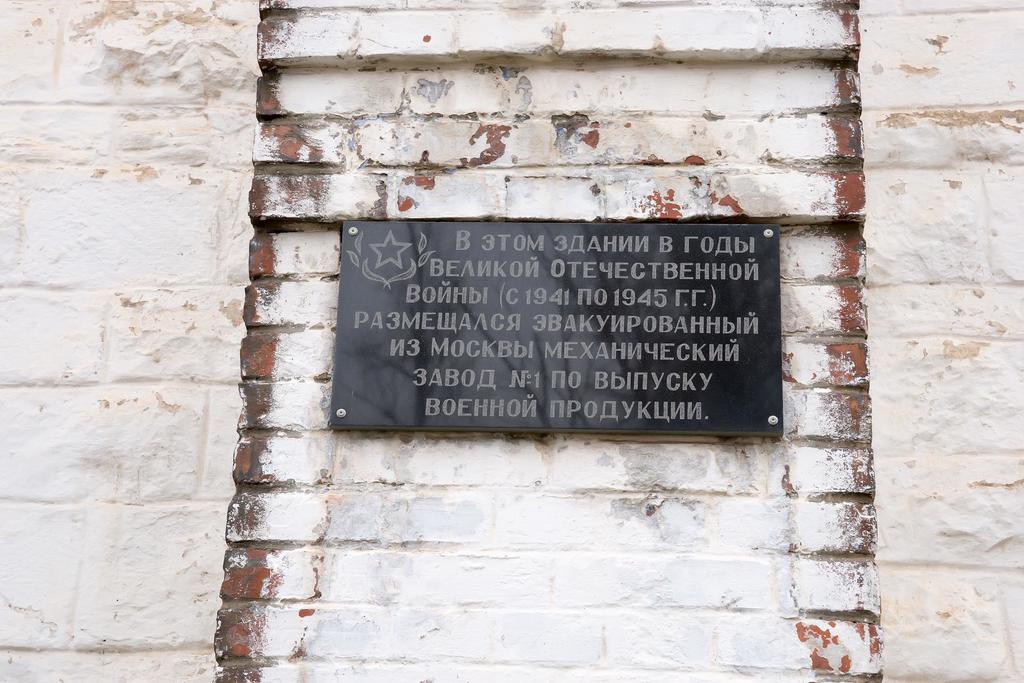 В ЭТОМ ЗДАНИИ В ГОДЫ
ВЕЛИКОЙ ОТЕЧЕСТВЕННОЙ
ВОЙНЫ (С 1941 ПО 1945 Г.Г.)
РАЗМЕЩАЛСЯ ЭВАКУИРОВАННЫЙ
ИЗ МОСКВЫ МЕХАНИЧЕСКИЙ
ЗАВОД №1 ПО ВЫПУСКУ
ВОЕННОЙ ПРОДУКЦИИ.